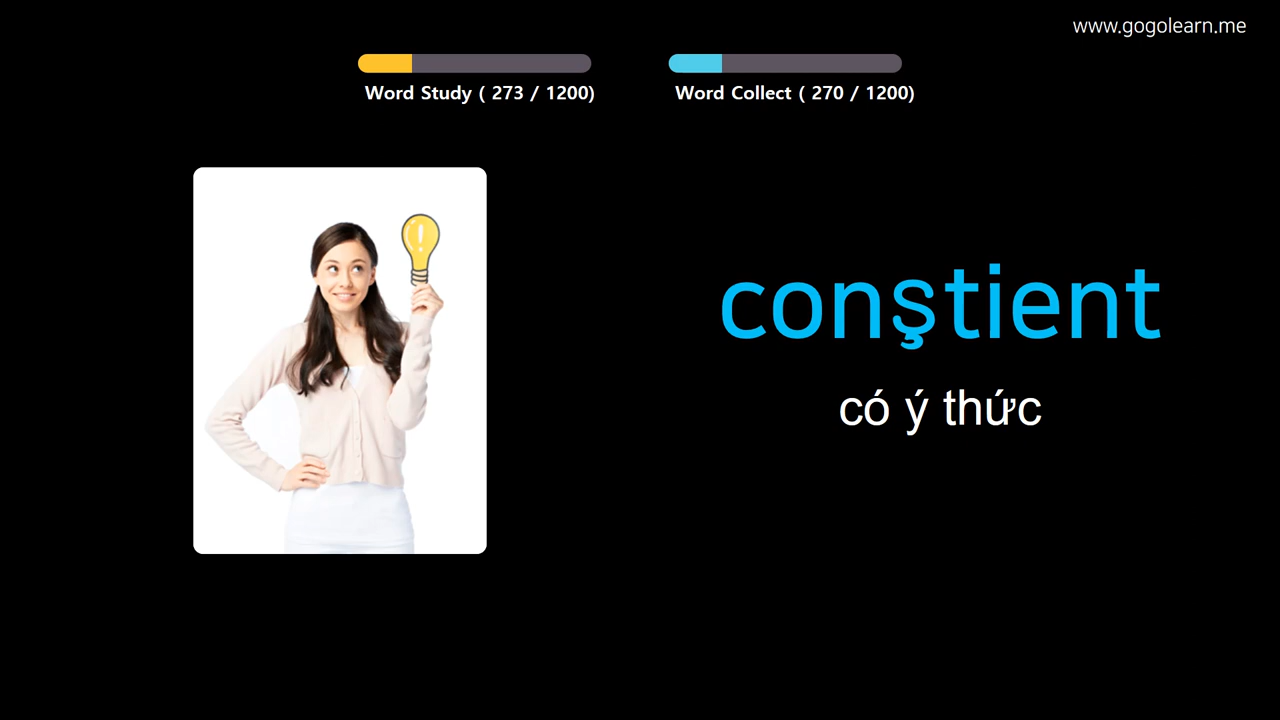 www.gogolearn.me
Word Study ( 273 / 1200)
Word Collect ( 270 / 1200)
conştient
có ý thức